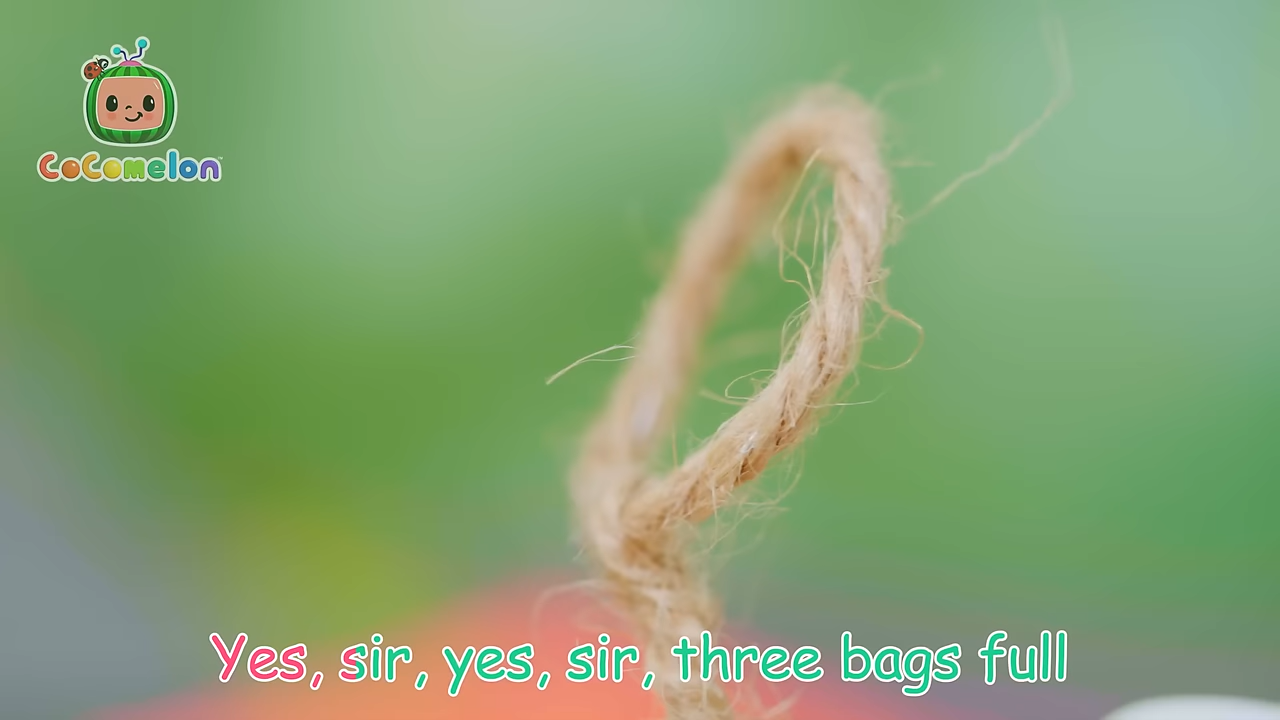 CoComelon
Yes, sir, yes, sir, three bags full